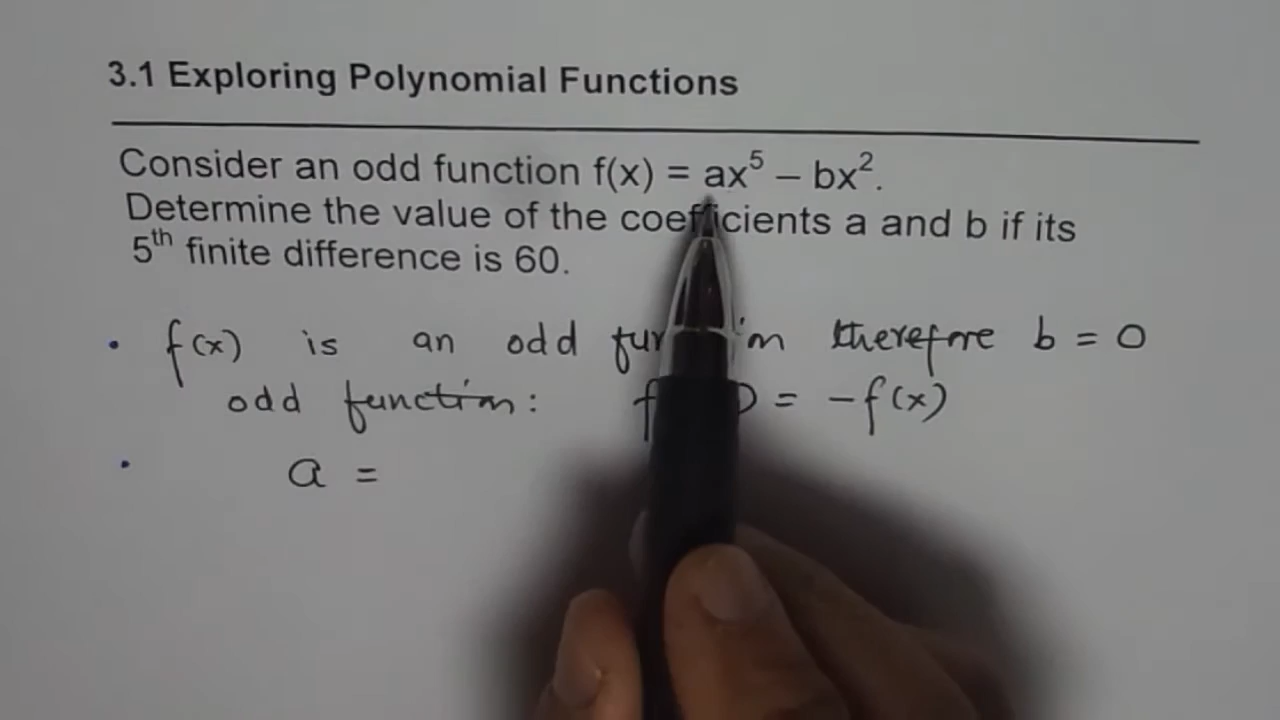 3.1 Exploring Polynomial Functions
Consider an odd function f(x) = ax⁵ – bx².
Determine the value of the coefficients a and b if its
5th finite difference is 60.
• f(x) is an odd therefore b = 0
odd function: = -f(x)
• a =